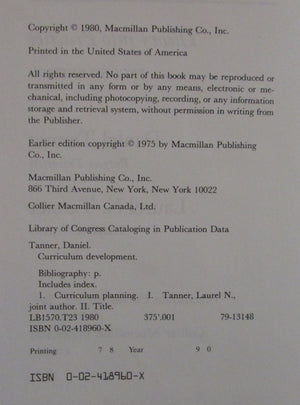 Copyright © 1980, Macmillan Publishing Co., Inc.
Printed in the United States of America
All rights reserved. No part of this book may be reproduced or
transmitted in any form or by any means, electronic or me-
chanical, including photocopying, recording, or any information
storage and retrieval system, without permission in writing from
the Publisher.
Earlier edition copyright © 1975 by Macmillan Publishing
Co., Inc.
Macmillan Publishing Co., Inc.
866 Third Avenue, New York, New York 10022
Collier Macmillan Canada, Ltd.
Library of Congress Cataloging in Publication Data
Tanner, Daniel.
Curriculum development.
Bibliography: p.
Includes index.
1. Curriculum planning. I. Tanner, Laurel N.,
joint author. II. Title.
LB1570.T23 1980 375'.001 79-13148
ISBN 0-02-418960-X
Printing 7 8 Year 9 0
ISBN 0-02-418960-X